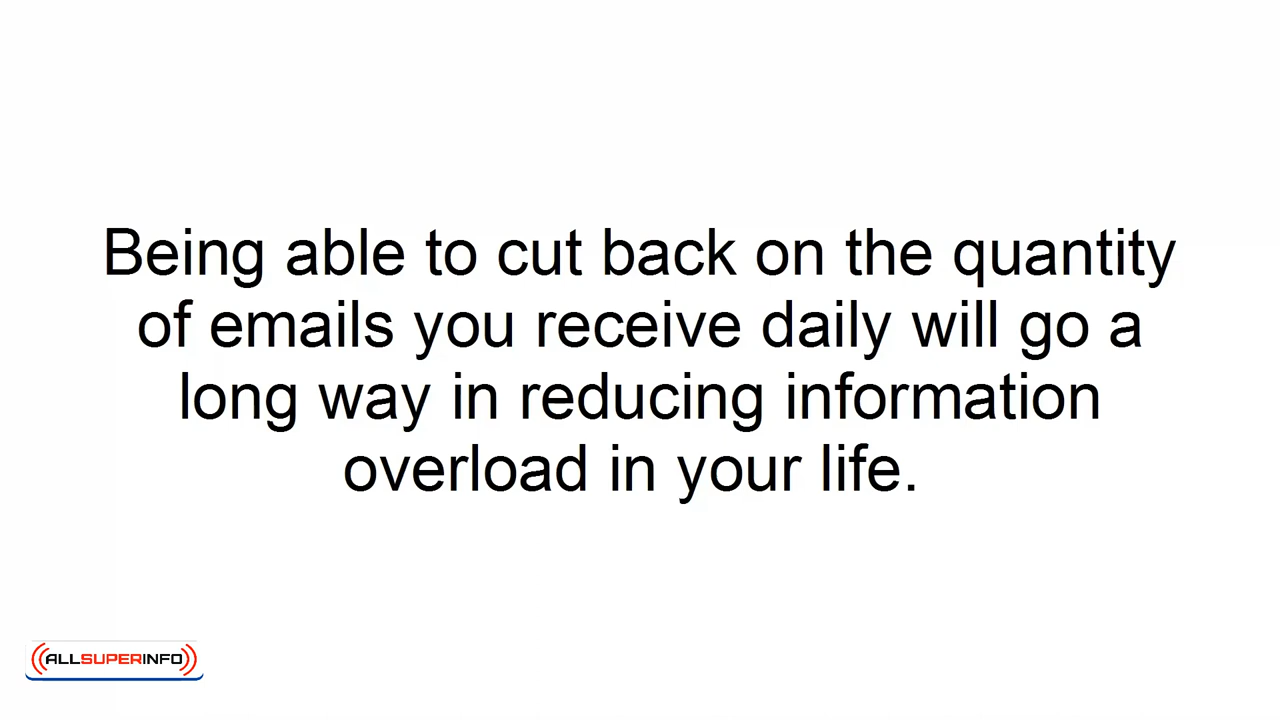 Being able to cut back on the quantity
of emails you receive daily will go a
long way in reducing information
overload in your life.
ALLSUPERINFO